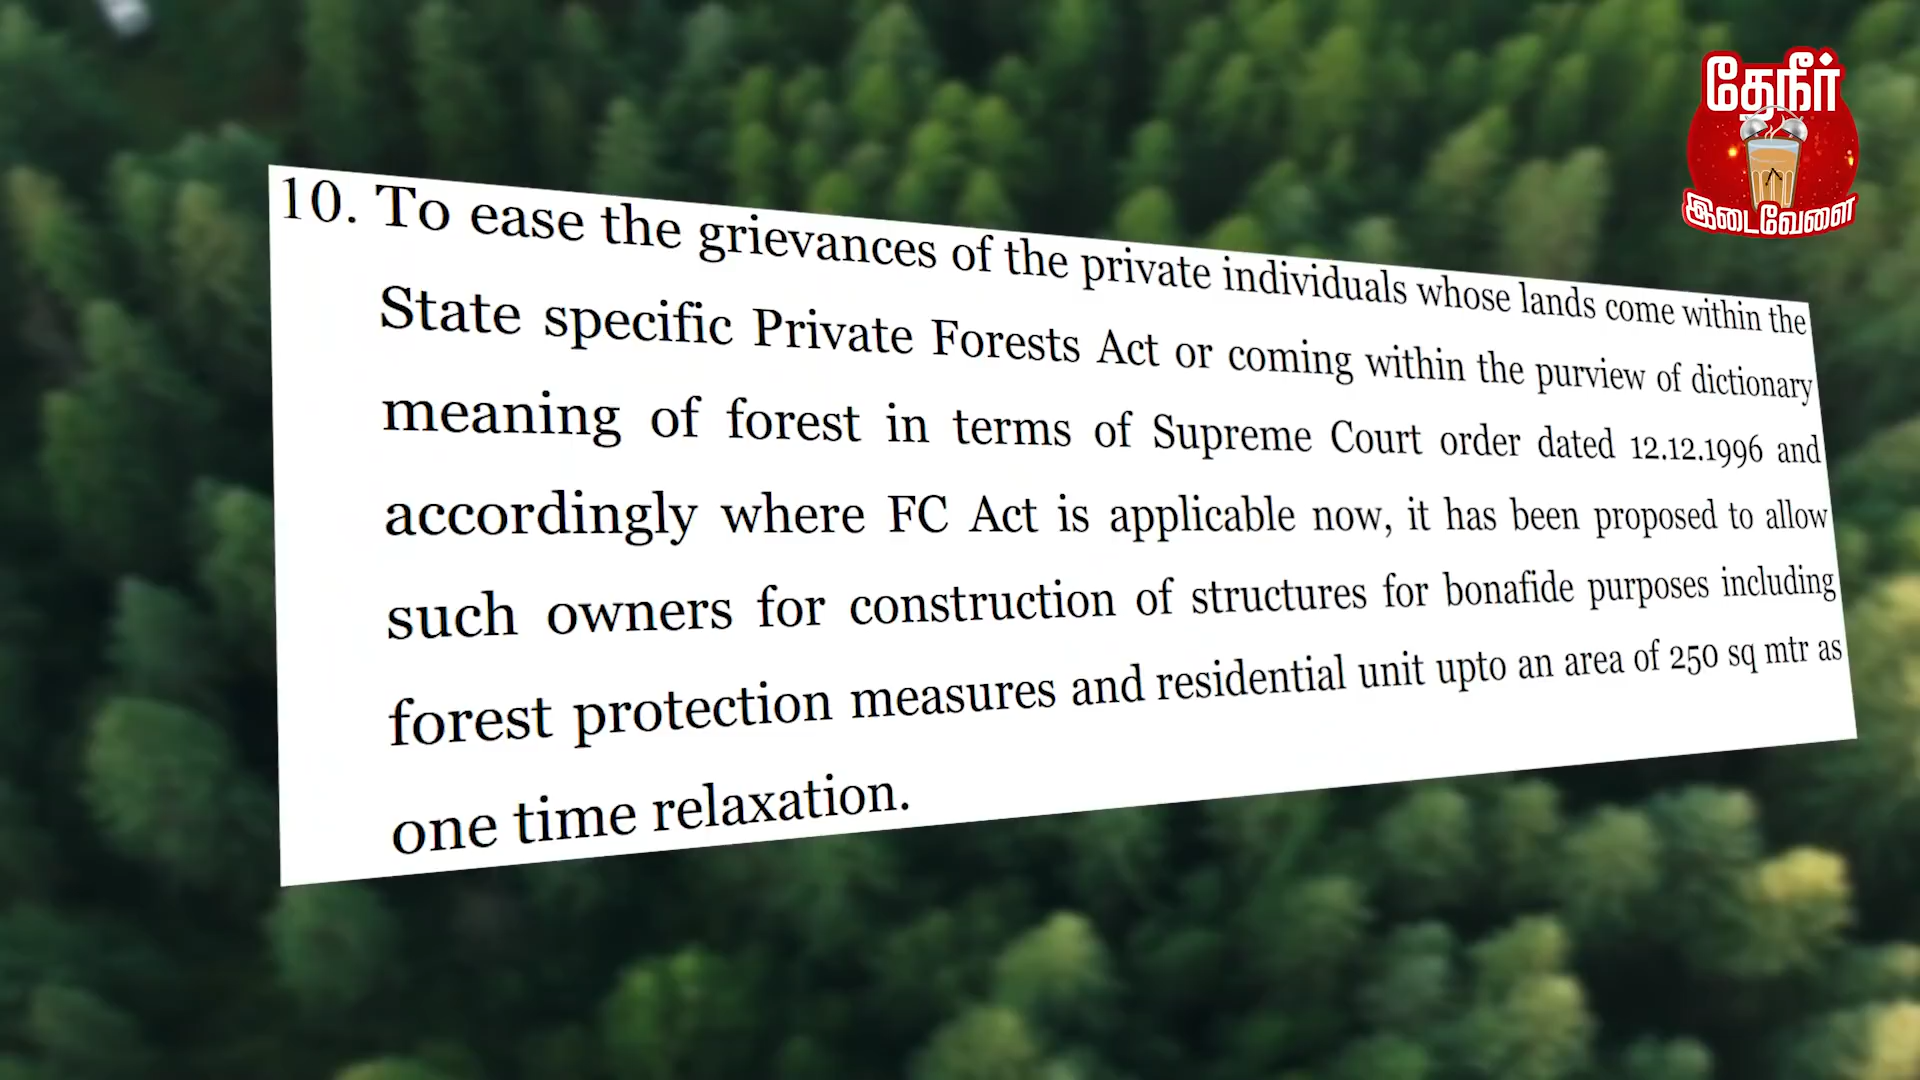 தேநீர்
இடைவேளை
10. To ease the grievances of the private individuals whose lands come within the
State specific Private Forests Act or coming within the purview of dictionary
meaning of forest in terms of Supreme Court order dated 12.12.1996 and
accordingly where FC Act is applicable now, it has been proposed to allow
such owners for construction of structures for bonafide purposes including
forest protection measures and residential unit upto an area of 250 sq mtr as
one time relaxation.